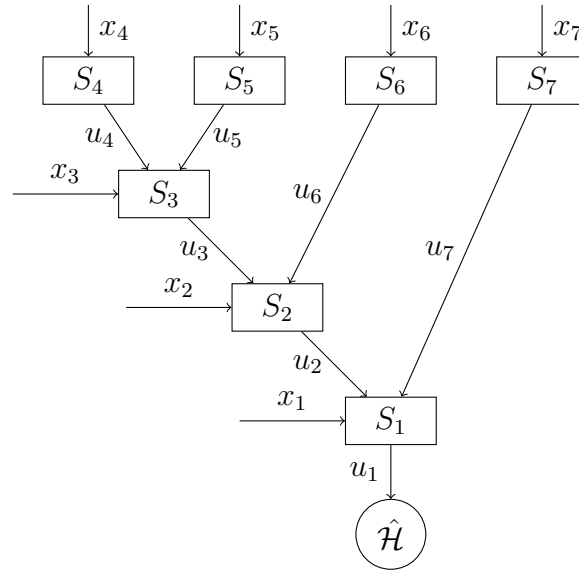 x₄ x₅ x₆ x₇
S₄ S₅ S₆ S₇
u₄ u₅
x₃ S₃ u₆
u₃ u₇
x₂ S₂
u₂
x₁ S₁
u₁
Ĥ